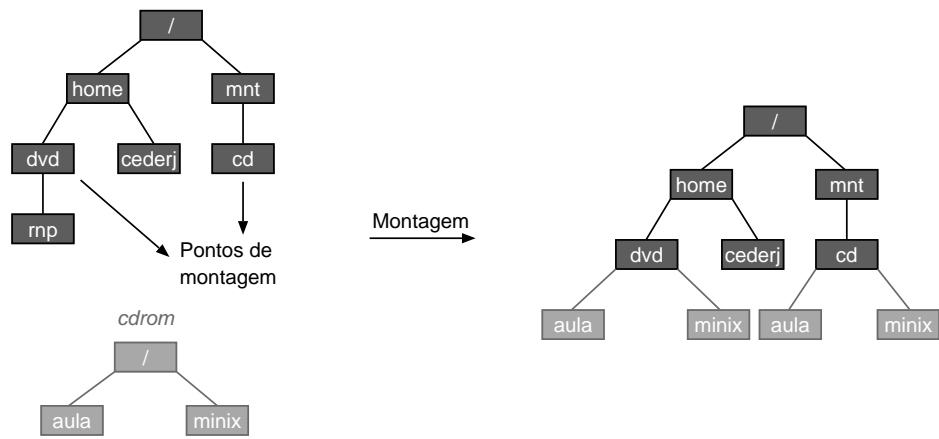 /
home
mnt
dvd
cederj
cd
rnp
Pontos de
montagem
cdrom
/
aula
minix
Montagem
/
home
mnt
dvd
cederj
cd
aula
minix
aula
minix